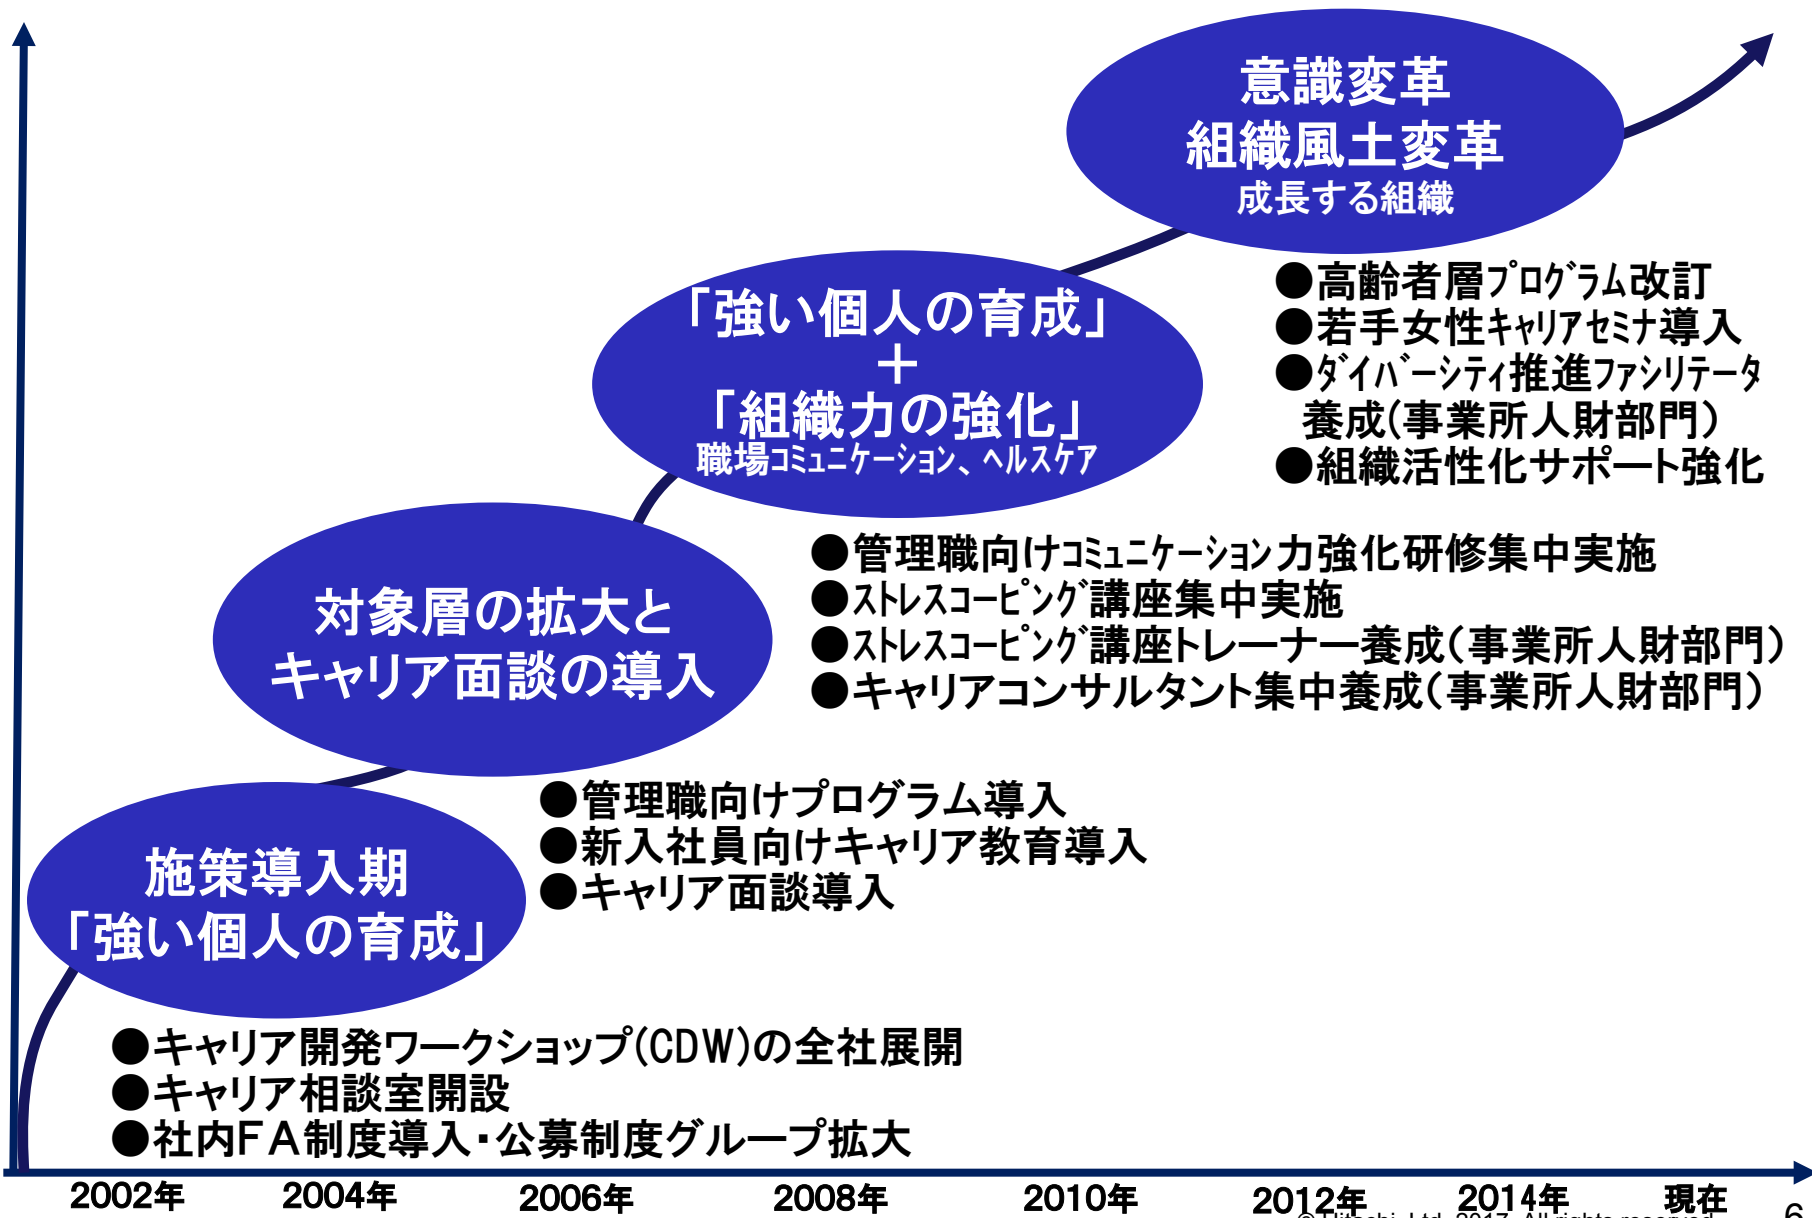 意識変革
組織風土変革
成長する組織
●高齢者層ﾌﾟﾛｸﾞﾗﾑ改訂
●若手女性ｷｬﾘｱｾﾐﾅ導入
●ﾀﾞｲﾊﾞｰｼﾃｨ推進ﾌｧｼﾘﾃｰﾀ
養成(事業所人財部門)
●組織活性化サポート強化
「強い個人の育成」
＋
「組織力の強化」
職場ｺﾐｭﾆｹｰｼｮﾝ、ﾍﾙｽｹｱ
●管理職向けｺﾐｭﾆｹｰｼｮﾝ力強化研修集中実施
●ｽﾄﾚｽｺｰﾋﾟﾝｸﾞ講座集中実施
●ｽﾄﾚｽｺｰﾋﾟﾝｸﾞ講座トレーナー養成(事業所人財部門)
●キャリアコンサルタント集中養成(事業所人財部門)
対象層の拡大と
キャリア面談の導入
●管理職向けプログラム導入
●新入社員向けキャリア教育導入
●キャリア面談導入
施策導入期
「強い個人の育成」
●キャリア開発ワークショップ(CDW)の全社展開
●キャリア相談室開設
●社内FA制度導入・公募制度グループ拡大
2002年 2004年 2006年 2008年 2010年 2012年 2014年 現在
© Hitachi, Ltd. 2017. All rights reserved. 6